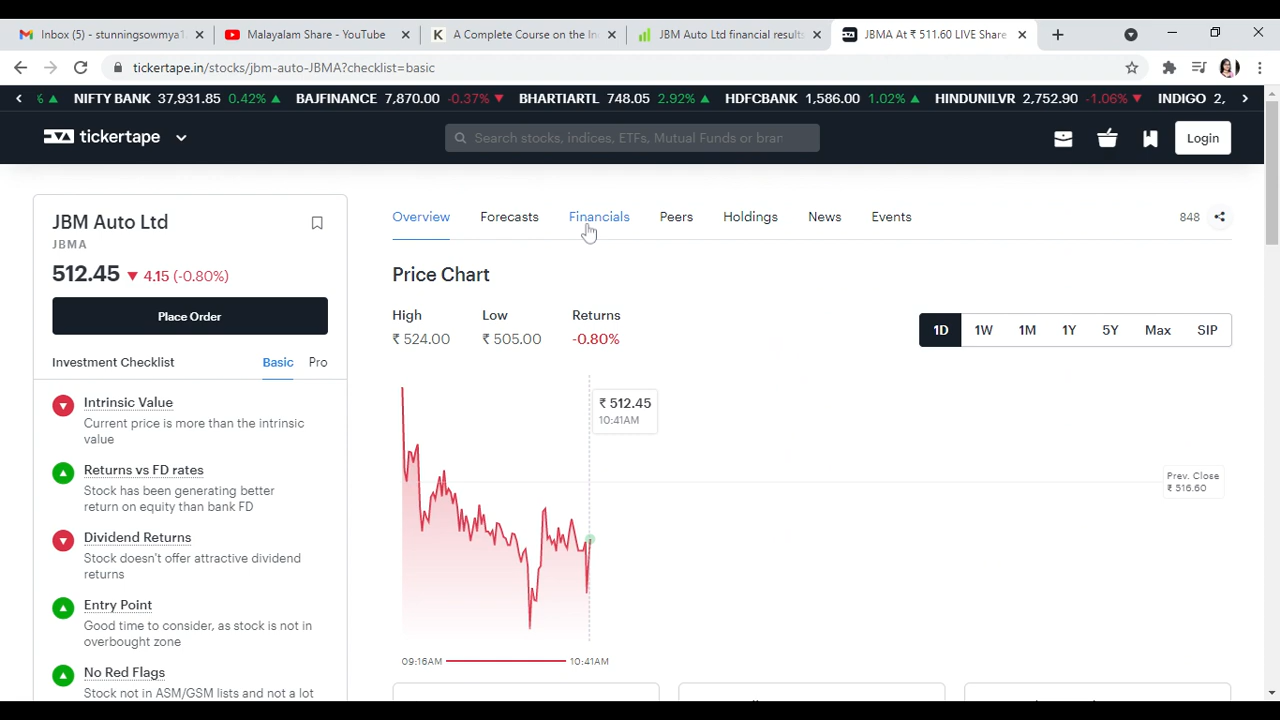 Inbox (5) - stunningsowmya1
Malayalam Share - YouTube
A Complete Course on the In
JBM Auto Ltd financial results
JBMA At ₹ 511.60 LIVE Share
tickertape.in/stocks/jbm-auto-JBMA?checklist=basic
% NIFTY BANK 37,931.85 0.42% BAJFINANCE 7,870.00 -0.37% BHARTIARTL 748.05 2.92% HDFCBANK 1,586.00 1.02% HINDUNILVR 2,752.90 -1.06% INDIGO 2,
tickertape
Search stocks, indices, ETFs, Mutual Funds or bran
Login
JBM Auto Ltd
JBMA
512.45 4.15 (-0.80%)
Place Order
Investment Checklist Basic Pro
Intrinsic Value
Current price is more than the intrinsic
value
Returns vs FD rates
Stock has been generating better
return on equity than bank FD
Dividend Returns
Stock doesn't offer attractive dividend
returns
Entry Point
Good time to consider, as stock is not in
overbought zone
No Red Flags
Stock not in ASM/GSM lists and not a lot
Overview Forecasts Financials Peers Holdings News Events
848
Price Chart
High Low Returns
₹ 524.00 ₹ 505.00 -0.80%
1D 1W 1M 1Y 5Y Max SIP
₹ 512.45
10:41AM
Prev. Close
₹ 516.60
09:16AM 10:41AM